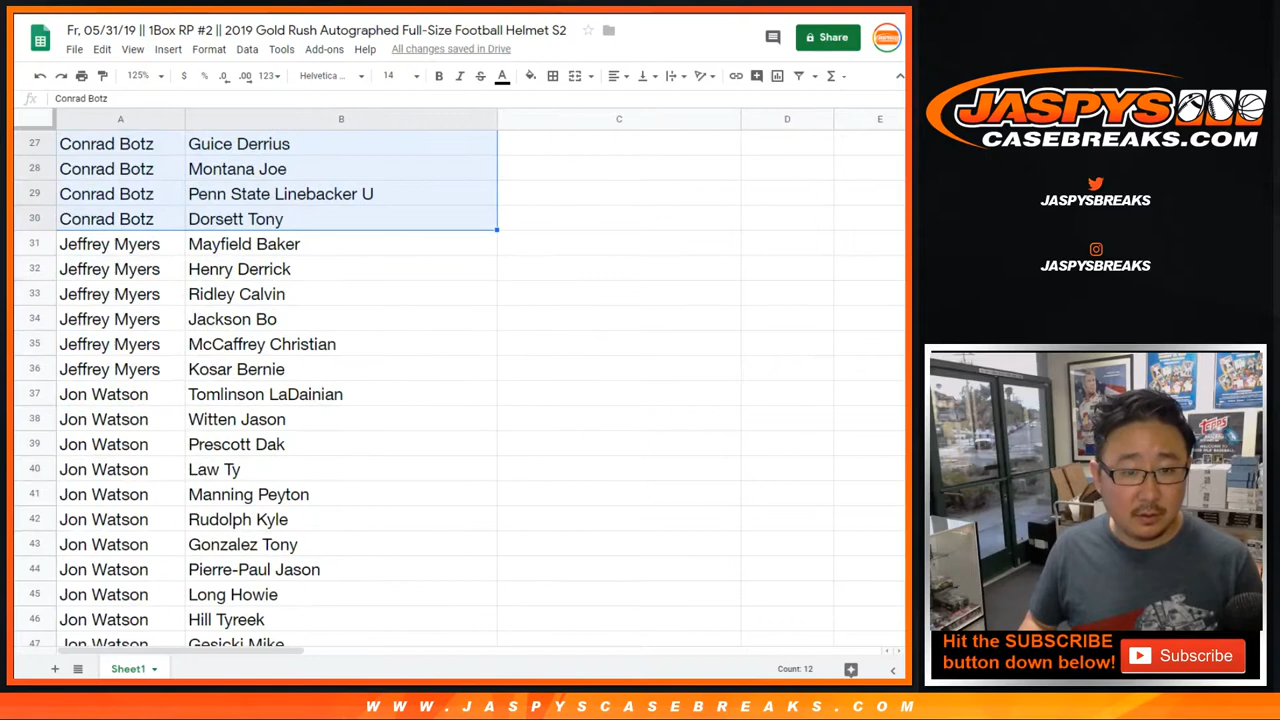 Fr, 05/31/19 || 1Box RP #2 || 2019 Gold Rush Autographed Full-Size Football Helmet S2
File Edit View Insert Format Data Tools Add-ons Help All changes saved in Drive
Share
125% $ % .0 .00 123 Helvetica ... 14 B I S A
fx Conrad Botz
A B C D E
27 Conrad Botz Guice Derrius
28 Conrad Botz Montana Joe
29 Conrad Botz Penn State Linebacker U
30 Conrad Botz Dorsett Tony
31 Jeffrey Myers Mayfield Baker
32 Jeffrey Myers Henry Derrick
33 Jeffrey Myers Ridley Calvin
34 Jeffrey Myers Jackson Bo
35 Jeffrey Myers McCaffrey Christian
36 Jeffrey Myers Kosar Bernie
37 Jon Watson Tomlinson LaDainian
38 Jon Watson Witten Jason
39 Jon Watson Prescott Dak
40 Jon Watson Law Ty
41 Jon Watson Manning Peyton
42 Jon Watson Rudolph Kyle
43 Jon Watson Gonzalez Tony
44 Jon Watson Pierre-Paul Jason
45 Jon Watson Long Howie
46 Jon Watson Hill Tyreek
47 Jon Watson Gesicki Mike
Sheet1
Count: 12
JASPYS
CASEBREAKS.COM
JASPYSBREAKS
JASPYSBREAKS
TOPPS
Hit the SUBSCRIBE
button down below!
Subscribe
WWW.JASPYSCASEBREAKS.COM